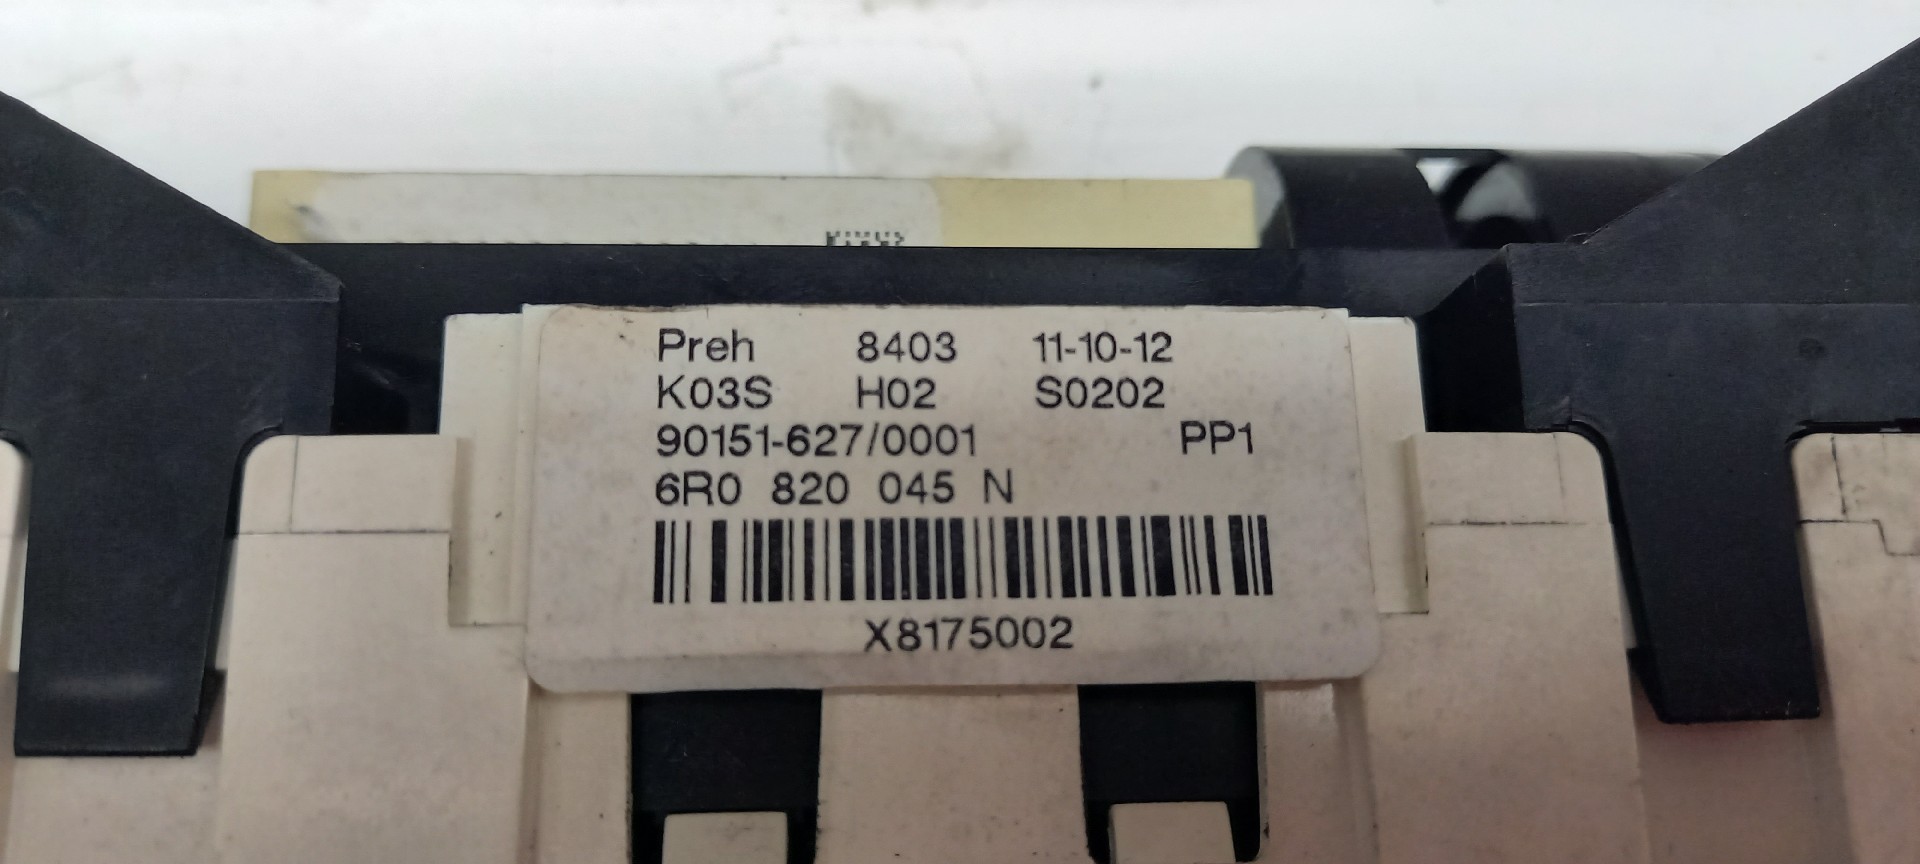 Preh 8403 11-10-12
K03S H02 S0202
90151-627/0001 PP1
6R0 820 045 N
X8175002